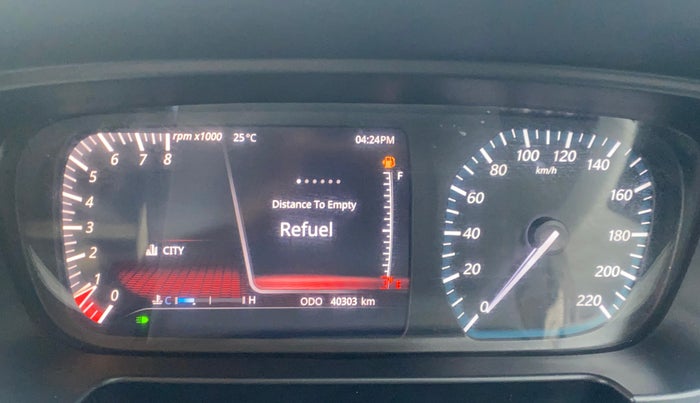 rpm x1000 25 °C 04:24PM
8
7
6
5
4
3
2
1
0
F
Distance To Empty
Refuel
CITY
E
C H ODO 40303 km
0
20
40
60
80
100
120
140
160
180
200
220
km/h